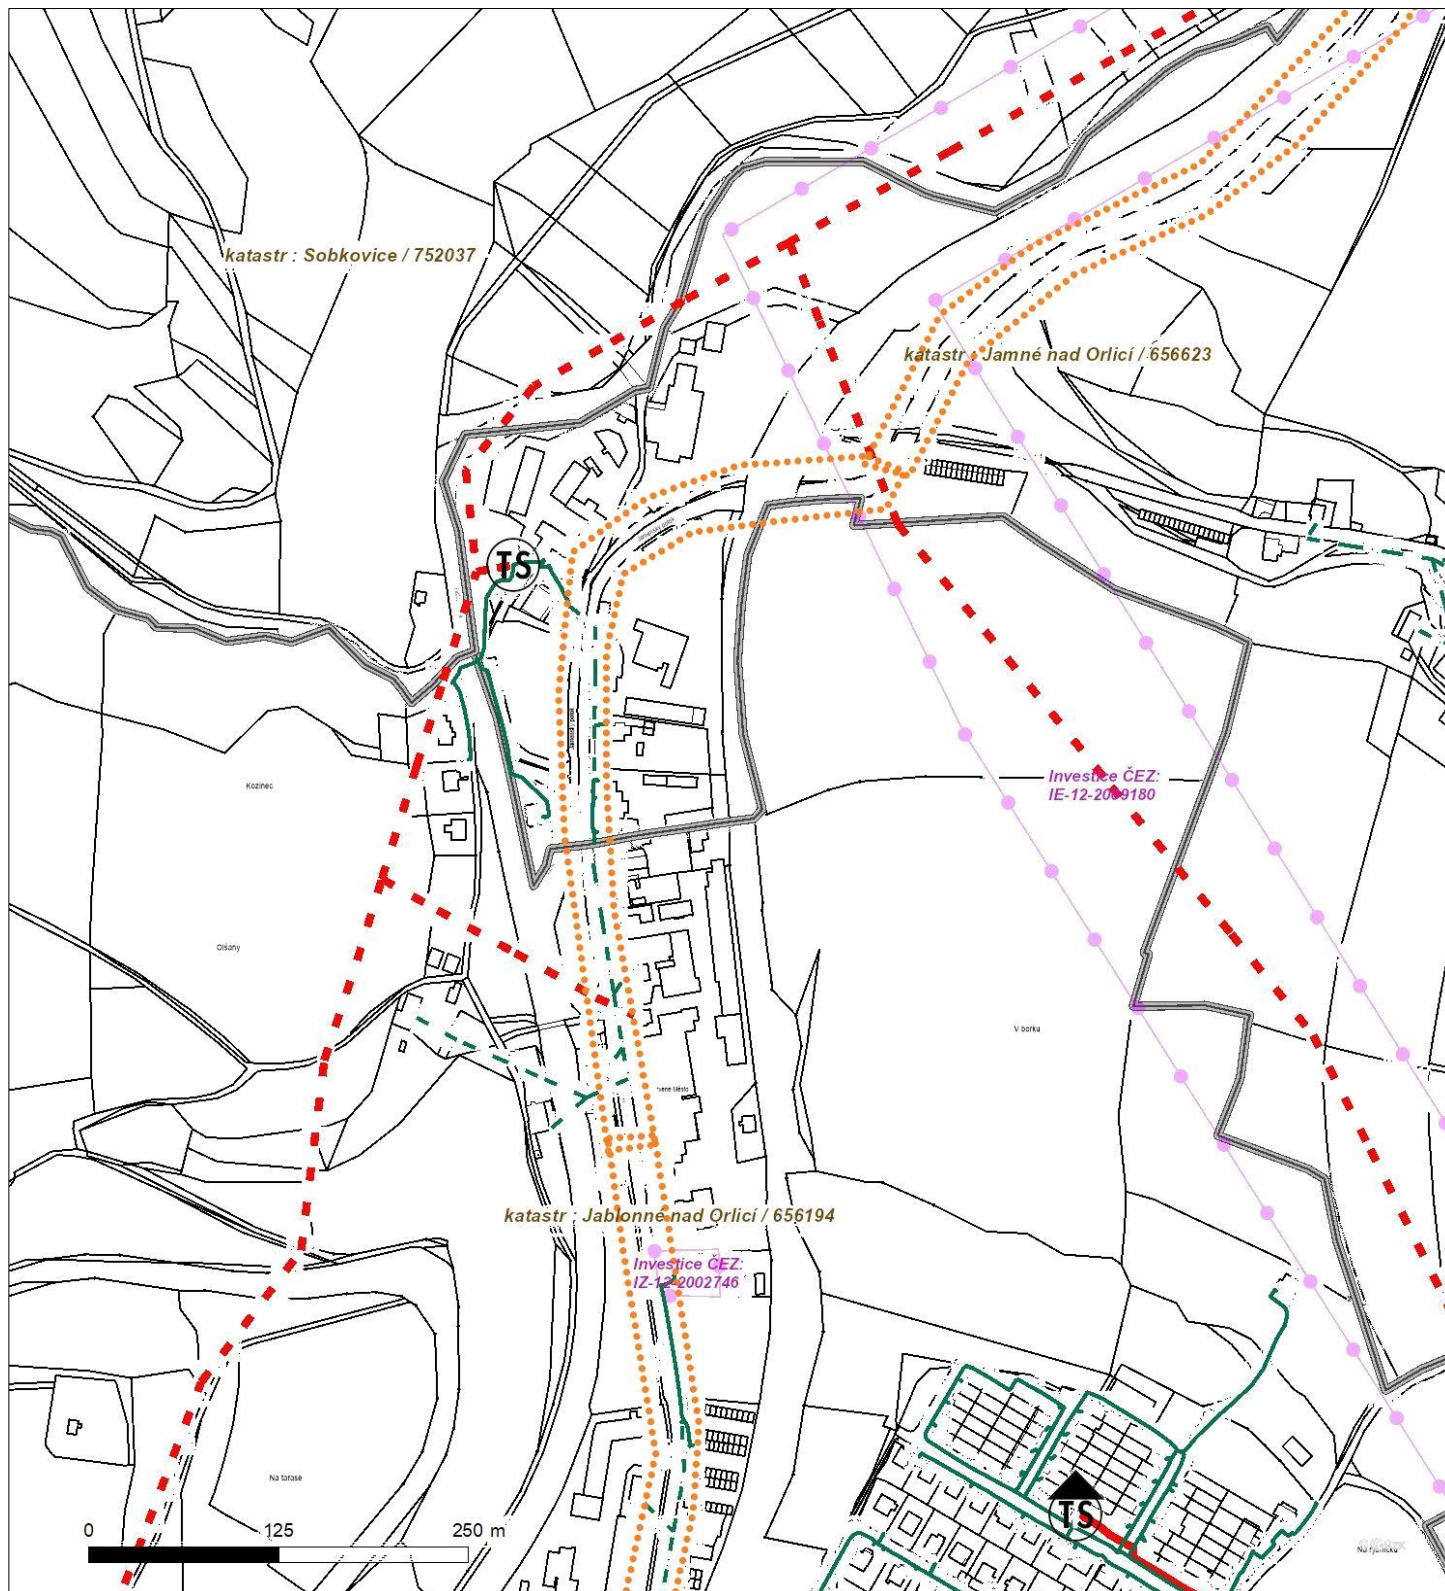 katastr : Sobkovice / 752037
katastr : Jamné nad Orlicí / 656623
TS
Kozinec
Investice ČEZ:
IE-12-2009180
Olšany
V borku
katastr : Jablonné nad Orlicí / 656194
Investice ČEZ:
IZ-12-2002746
Na tarase
TS
0 125 250 m